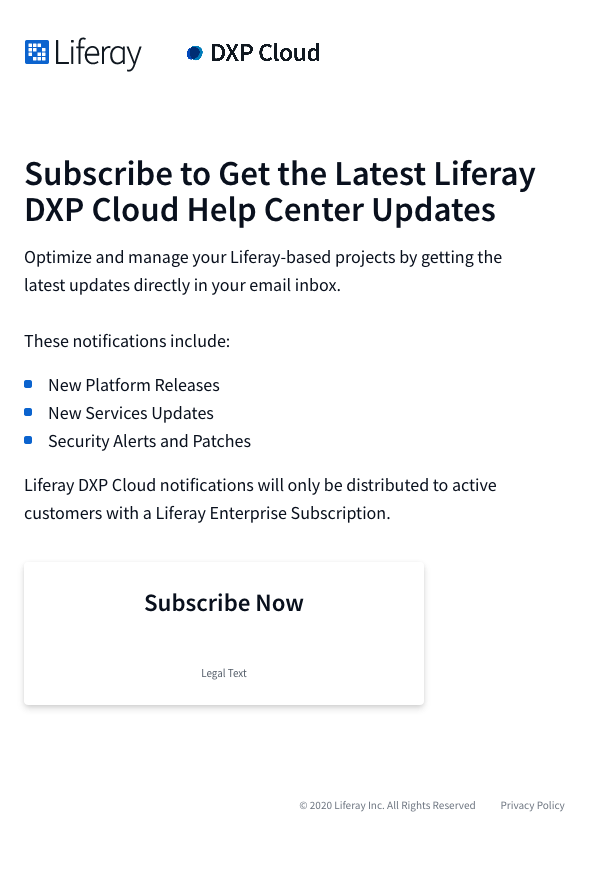 Liferay DXP Cloud
Subscribe to Get the Latest Liferay
DXP Cloud Help Center Updates
Optimize and manage your Liferay-based projects by getting the
latest updates directly in your email inbox.
These notifications include:
New Platform Releases
New Services Updates
Security Alerts and Patches
Liferay DXP Cloud notifications will only be distributed to active
customers with a Liferay Enterprise Subscription.
Subscribe Now
Legal Text
© 2020 Liferay Inc. All Rights Reserved Privacy Policy